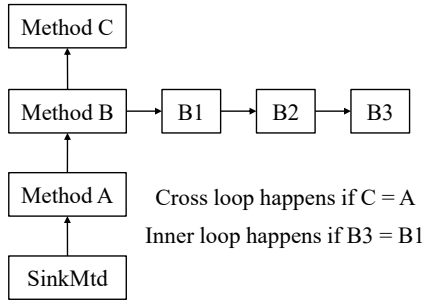 Method C
Method B B1 B2 B3
Method A
Cross loop happens if C = A
Inner loop happens if B3 = B1
SinkMtd